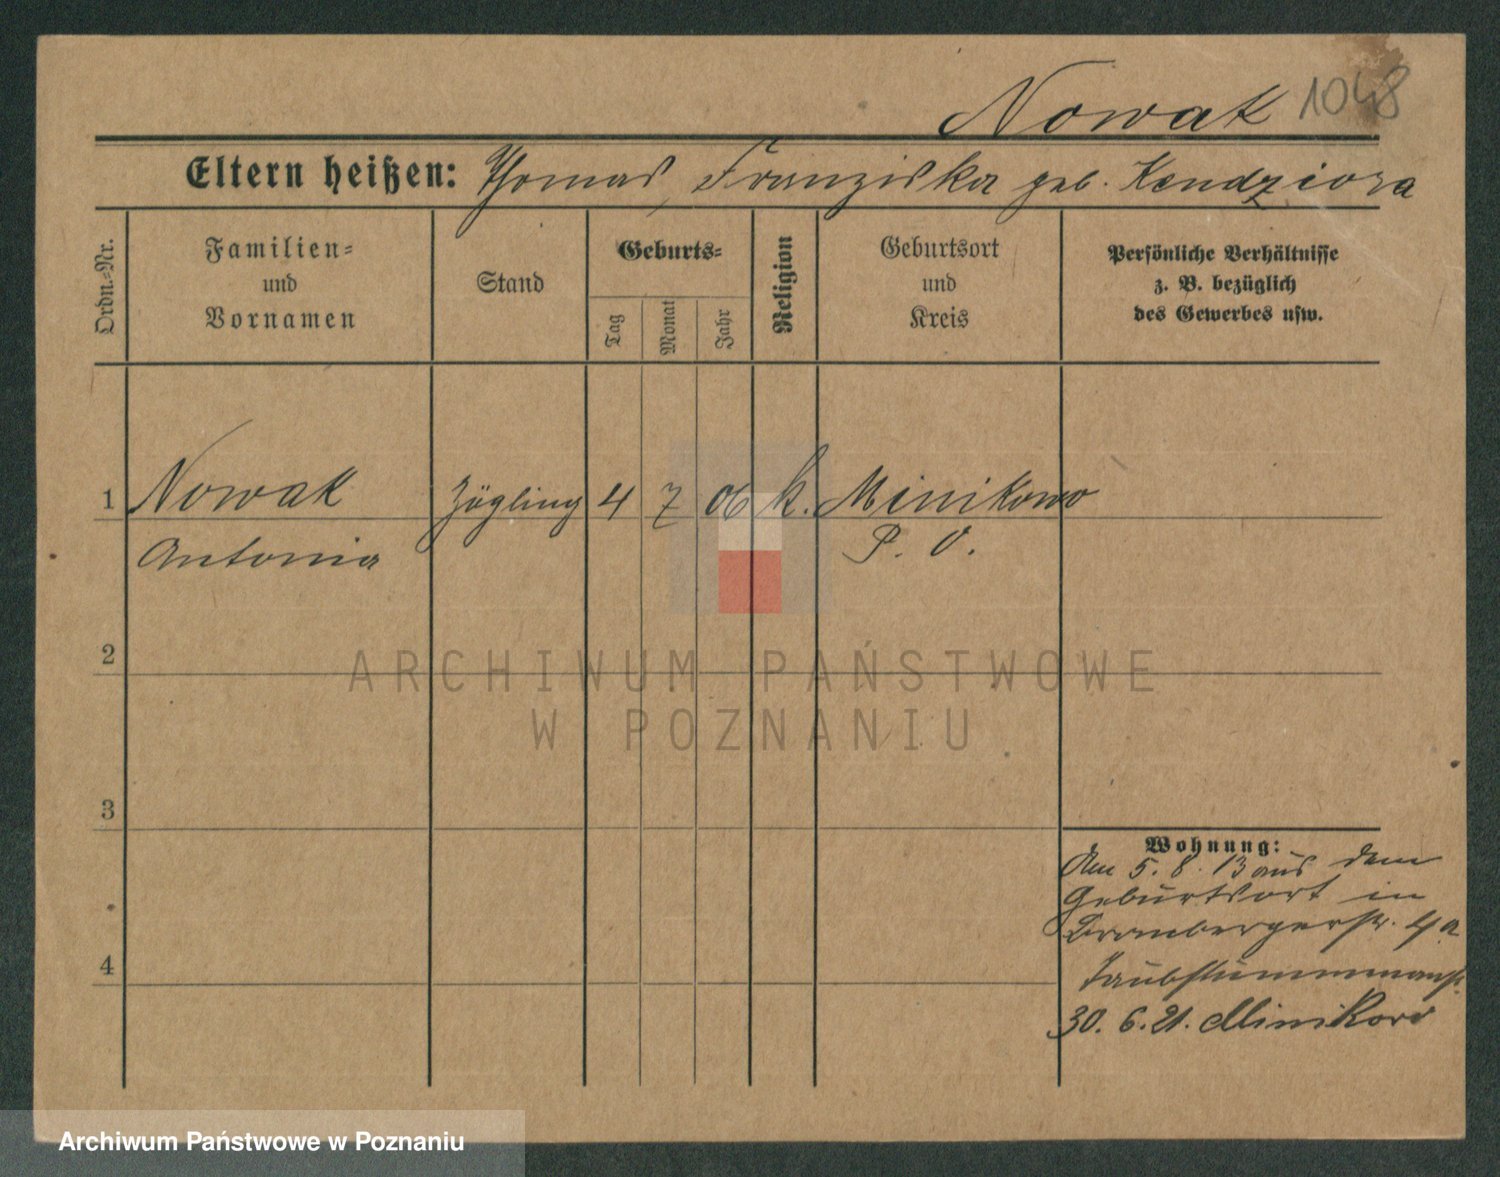 Nowak 1048
Eltern heißen: Thomas, Franziska geb. Kendziora
Ordn.-Nr.
Familien-
und
Vornamen
Stand
Geburts-
Tag
Monat
Jahr
Religion
Geburtsort
und
Kreis
Persönliche Verhältnisse
z. B. bezüglich
des Gewerbes usw.
1 Nowak Zögling 4 7 06 k. Minikowo
Antonia P. O.
2
3
4
Wohnung:
Am 5. 8. 13 aus dem
Geburtsort in
Brombergerstr. 4a
Taubstummmanst.
30. 6. 21. Minikowo
ARCHIWUM PAŃSTWOWE
W POZNANIU
Archiwum Państwowe w Poznaniu